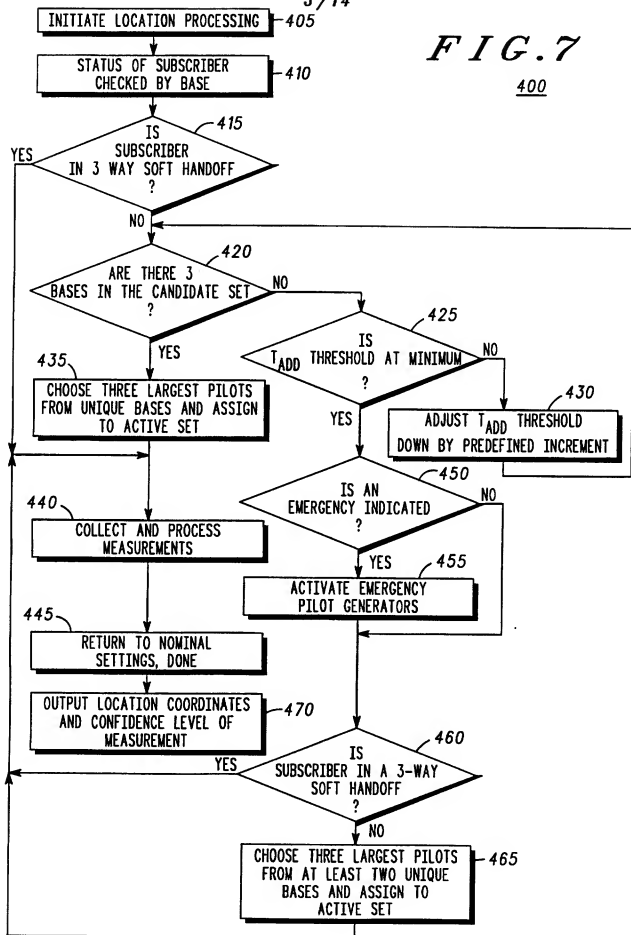 3/14
FIG.7
400
INITIATE LOCATION PROCESSING
405
STATUS OF SUBSCRIBER
CHECKED BY BASE
410
415
IS
SUBSCRIBER
IN 3 WAY SOFT HANDOFF
?
YES
NO
420
ARE THERE 3
BASES IN THE CANDIDATE SET
?
NO
YES
425
IS
TADD THRESHOLD AT MINIMUM
?
NO
YES
430
ADJUST TADD THRESHOLD
DOWN BY PREDEFINED INCREMENT
435
CHOOSE THREE LARGEST PILOTS
FROM UNIQUE BASES AND ASSIGN
TO ACTIVE SET
450
IS AN
EMERGENCY INDICATED
?
NO
YES
440
COLLECT AND PROCESS
MEASUREMENTS
455
ACTIVATE EMERGENCY
PILOT GENERATORS
445
RETURN TO NOMINAL
SETTINGS, DONE
OUTPUT LOCATION COORDINATES
AND CONFIDENCE LEVEL OF
MEASUREMENT
470
460
IS
SUBSCRIBER IN A 3-WAY
SOFT HANDOFF
?
YES
NO
CHOOSE THREE LARGEST PILOTS
FROM AT LEAST TWO UNIQUE
BASES AND ASSIGN TO
ACTIVE SET
465